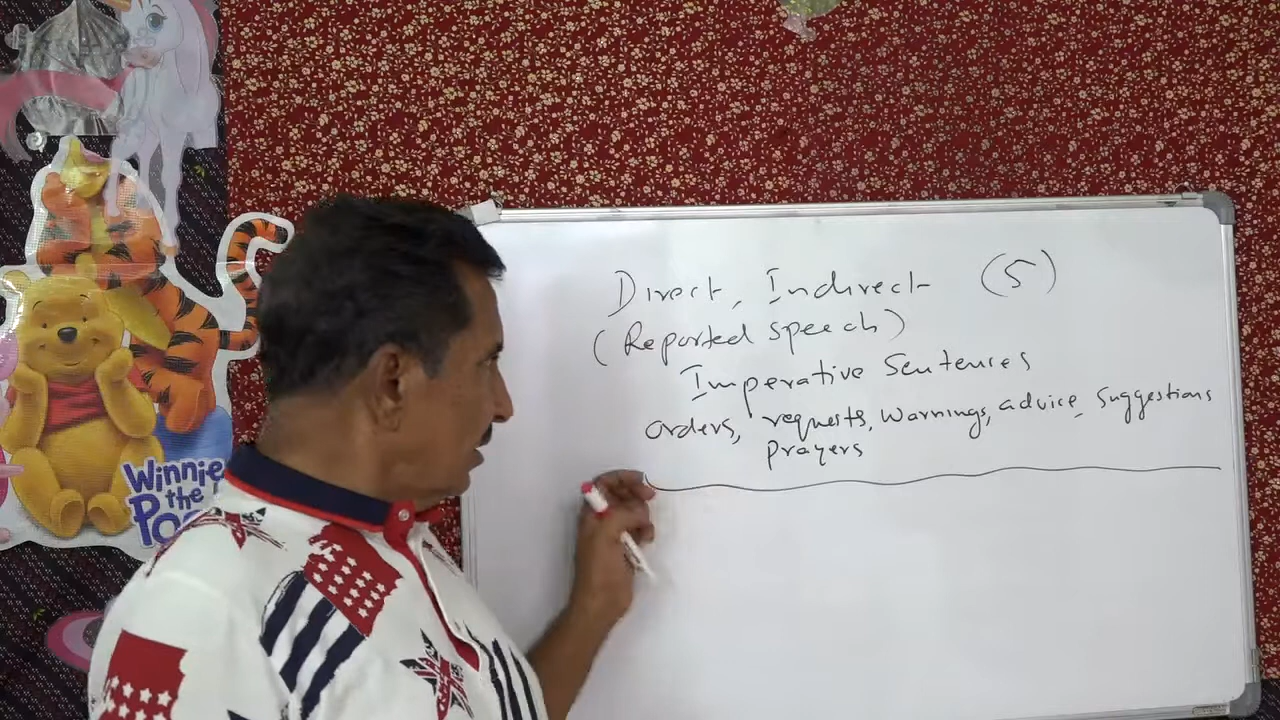 Winnie
the
Poo
Direct, Indirect (5)
(Reported speech)
Imperative Sentences
orders, requests, warnings, advice, suggestions
prayers